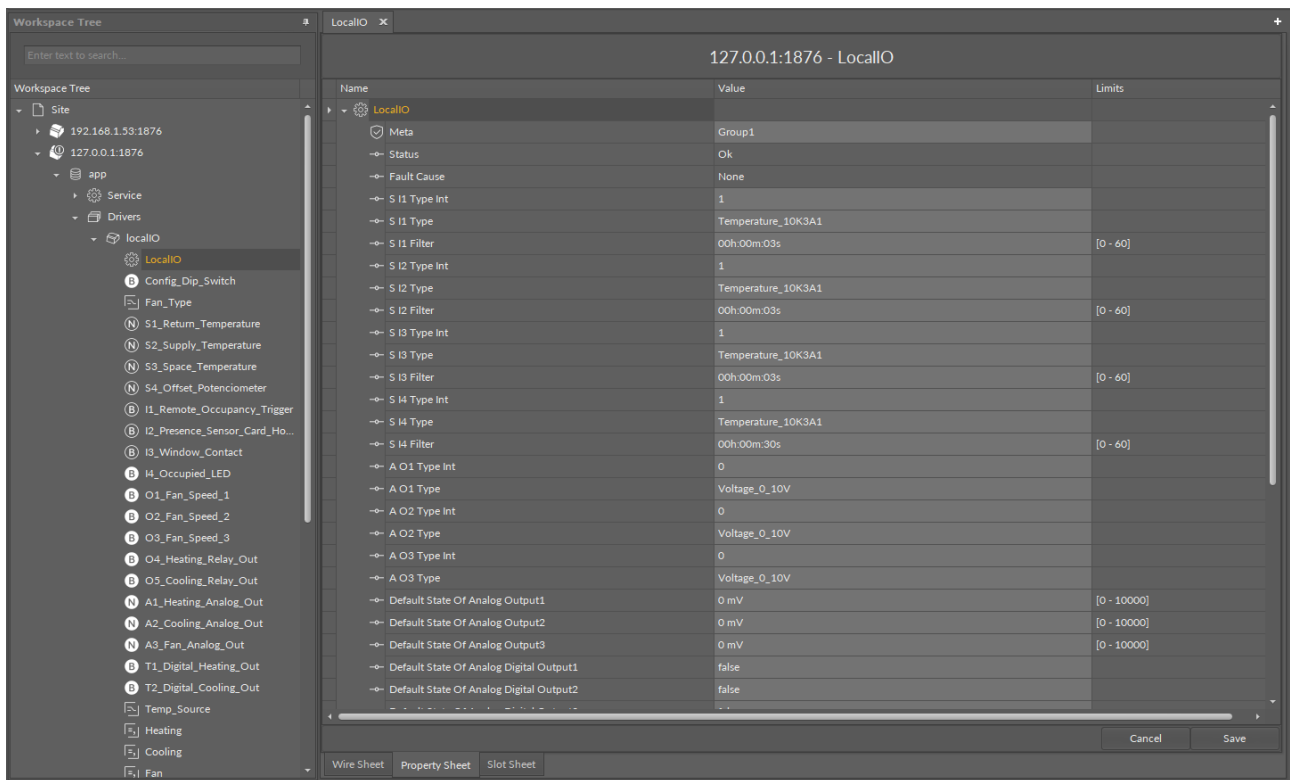 Workspace Tree
Enter text to search...
Workspace Tree
Site
192.168.1.53:1876
127.0.0.1:1876
app
Service
Drivers
localIO
LocalIO
Config_Dip_Switch
Fan_Type
S1_Return_Temperature
S2_Supply_Temperature
S3_Space_Temperature
S4_Offset_Potenciometer
I1_Remote_Occupancy_Trigger
I2_Presence_Sensor_Card_Ho...
I3_Window_Contact
I4_Occupied_LED
O1_Fan_Speed_1
O2_Fan_Speed_2
O3_Fan_Speed_3
O4_Heating_Relay_Out
O5_Cooling_Relay_Out
A1_Heating_Analog_Out
A2_Cooling_Analog_Out
A3_Fan_Analog_Out
T1_Digital_Heating_Out
T2_Digital_Cooling_Out
Temp_Source
Heating
Cooling
Fan
LocalIO
127.0.0.1:1876 - LocalIO
Name Value Limits
LocalIO
Meta Group1
Status Ok
Fault Cause None
S I1 Type Int 1
S I1 Type Temperature_10K3A1
S I1 Filter 00h:00m:03s [0 - 60]
S I2 Type Int 1
S I2 Type Temperature_10K3A1
S I2 Filter 00h:00m:03s [0 - 60]
S I3 Type Int 1
S I3 Type Temperature_10K3A1
S I3 Filter 00h:00m:03s [0 - 60]
S I4 Type Int 1
S I4 Type Temperature_10K3A1
S I4 Filter 00h:00m:30s [0 - 60]
A O1 Type Int 0
A O1 Type Voltage_0_10V
A O2 Type Int 0
A O2 Type Voltage_0_10V
A O3 Type Int 0
A O3 Type Voltage_0_10V
Default State Of Analog Output1 0 mV [0 - 10000]
Default State Of Analog Output2 0 mV [0 - 10000]
Default State Of Analog Output3 0 mV [0 - 10000]
Default State Of Analog Digital Output1 false
Default State Of Analog Digital Output2 false
Cancel Save
Wire Sheet Property Sheet Slot Sheet